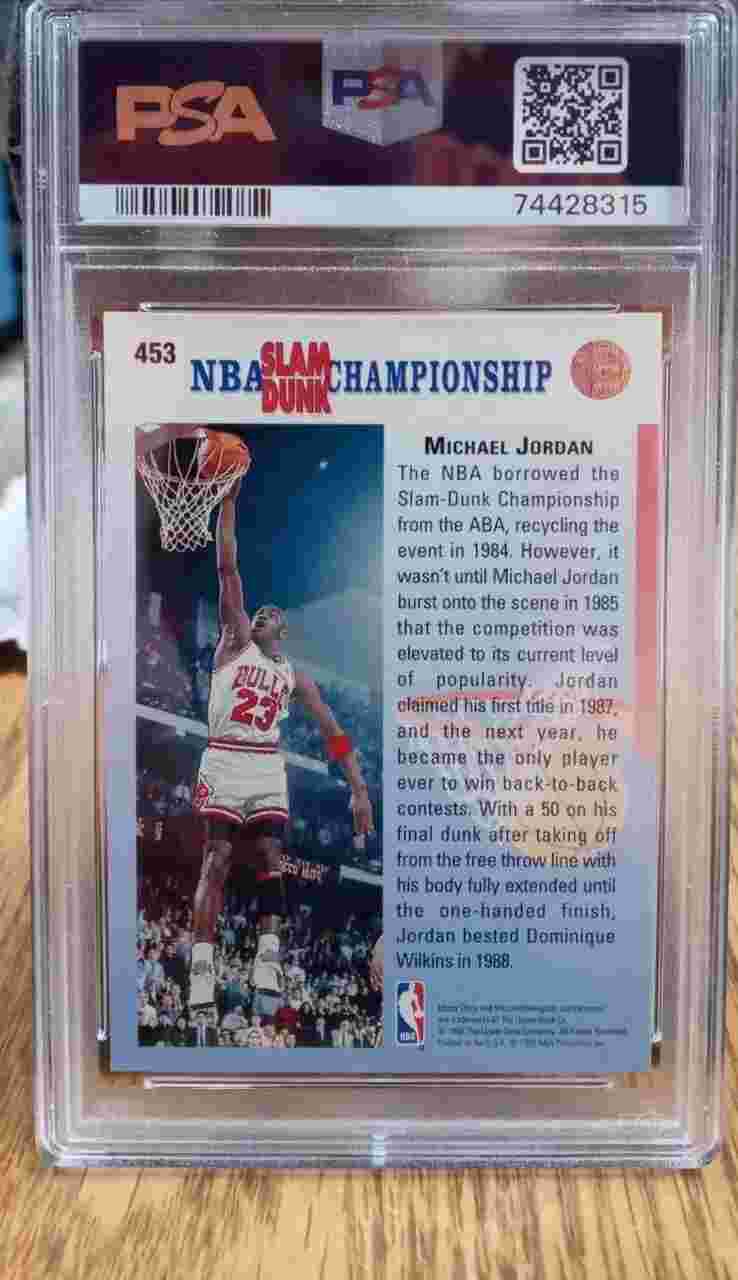 PSA
PSA
74428315
453
NBA SLAM DUNK CHAMPIONSHIP
MICHAEL JORDAN
The NBA borrowed the
Slam-Dunk Championship
from the ABA, recycling the
event in 1984. However, it
wasn't until Michael Jordan
burst onto the scene in 1985
that the competition was
elevated to its current level
of popularity. Jordan
claimed his first title in 1987,
and the next year, he
became the only player
ever to win back-to-back
contests. With a 50 on his
final dunk after taking off
from the free throw line with
his body fully extended until
the one-handed finish,
Jordan bested Dominique
Wilkins in 1988.
BULLS
23
NBA